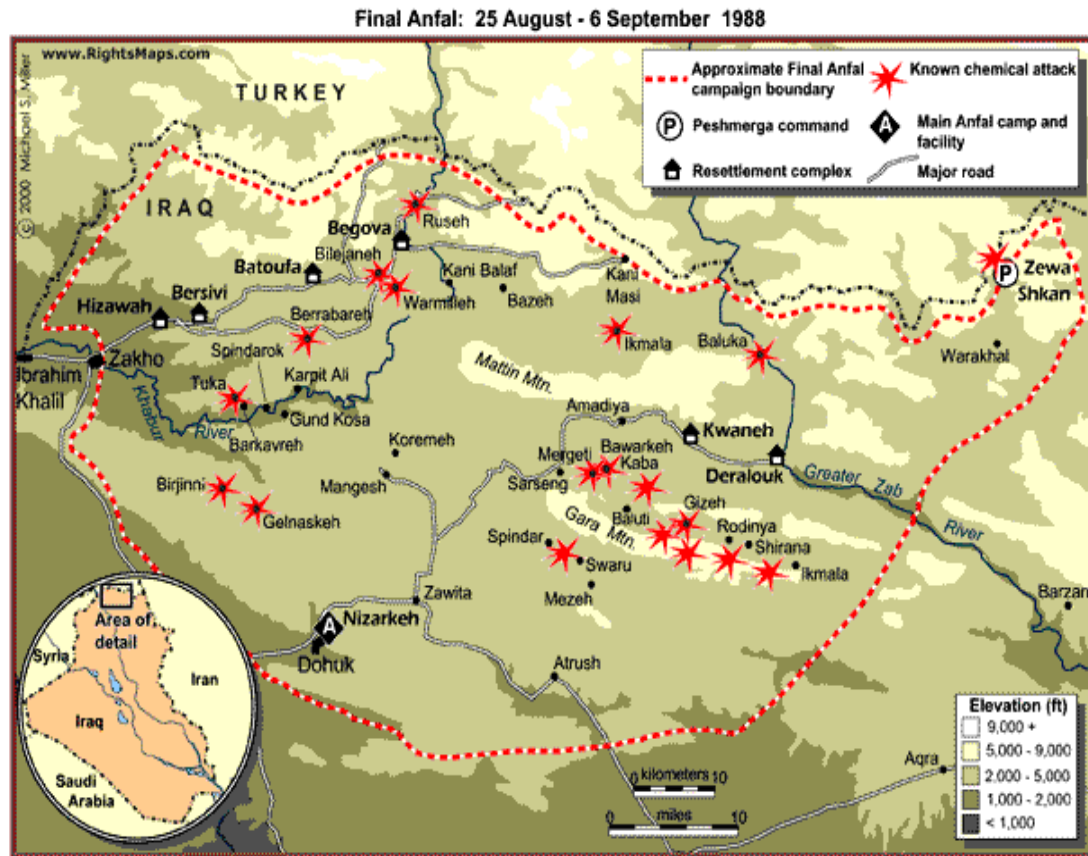 Final Anfal: 25 August - 6 September 1988
www.RightsMaps.com
© 2000 Michael S. Miller
Approximate Final Anfal
campaign boundary
Known chemical attack
P
Peshmerga command
A
Main Anfal camp and
facility
Resettlement complex
Major road
TURKEY
IRAQ
Ruseh
Begova
Bilejaneh
Batoufa
Kani Balaf
Kani
Masi
Zewa
Shkan
P
Warmileh
Bazeh
Bersivi
Hizawah
Berrabareh
Ikmala
Baluka
Warakhal
Zakho
Ibrahim
Khalil
Spindarok
Mattin Mtn.
Tuka
Karpit Ali
Khabur
River
Gund Kosa
Barkavreh
Amadiya
Kwaneh
Koremeh
Bawarkeh
Mergeti
Kaba
Deralouk
Greater Zab
River
Birjinni
Mangesh
Sarseng
Gelnaskeh
Baluti
Gizeh
Gara Mtn.
Rodinya
Spindar
Shirana
Swaru
Ikmala
Mezeh
Zawita
Barzan
A
Nizarkeh
Dohuk
Atrush
Aqra
Area of
detail
Syria
Iran
Iraq
Saudi
Arabia
0 kilometers 10
0 miles 10
Elevation (ft)
9,000 +
5,000 - 9,000
2,000 - 5,000
1,000 - 2,000
< 1,000